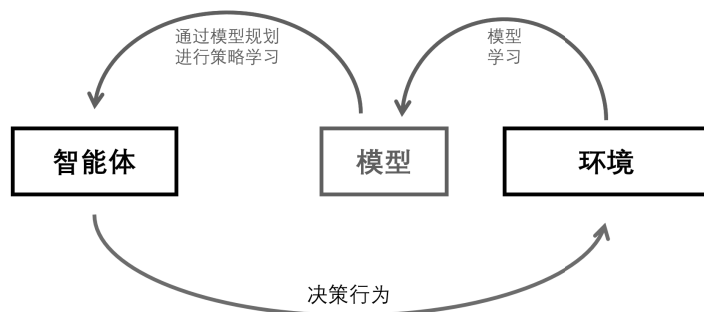 通过模型规划
进行策略学习
模型
学习
智能体
模型
环境
决策行为